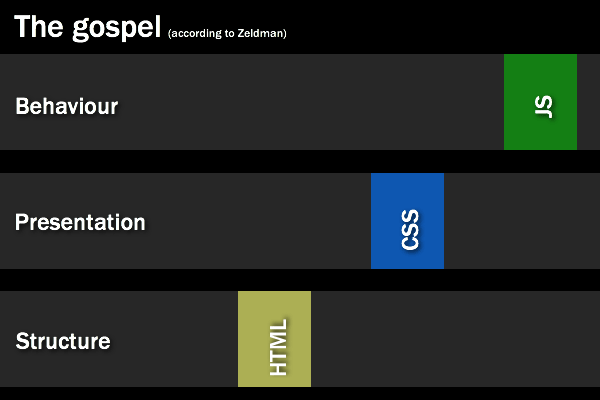 The gospel (according to Zeldman)
Behaviour JS
Presentation CSS
Structure HTML